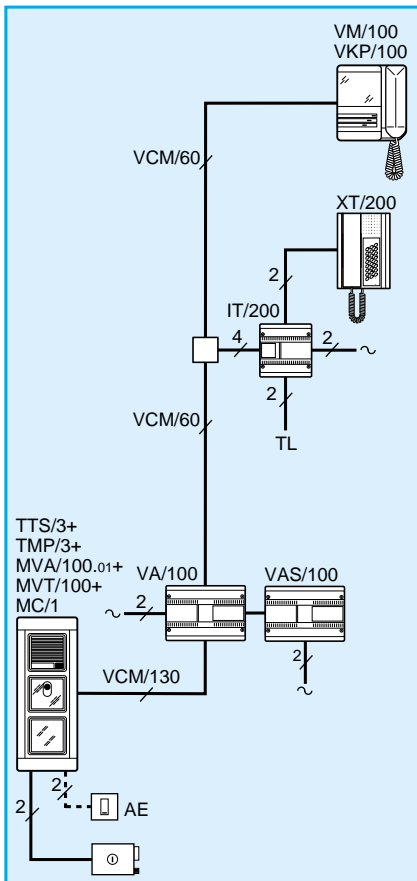 VM/100
VKP/100
VCM/60
XT/200
2
IT/200
4
2
~
2
TL
VCM/60
TTS/3+
TMP/3+
MVA/100.01+
MVT/100+
MC/1
VA/100
VAS/100
~
2
2
~
VCM/130
2
2
AE